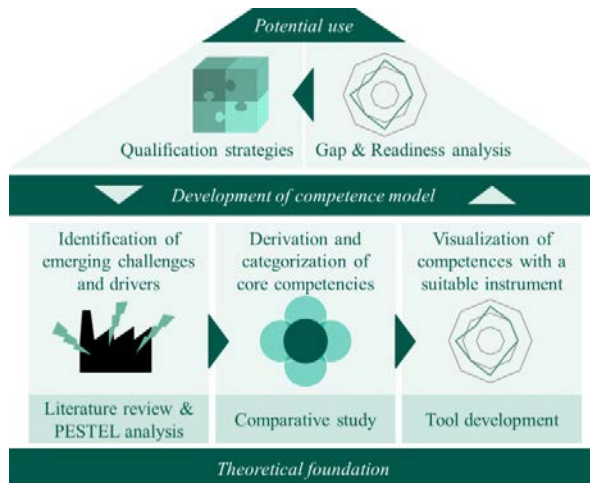 Potential use
Qualification strategies
Gap & Readiness analysis
Development of competence model
Identification of
emerging challenges
and drivers
Derivation and
categorization of
core competencies
Visualization of
competences with a
suitable instrument
Literature review &
PESTEL analysis
Comparative study
Tool development
Theoretical foundation